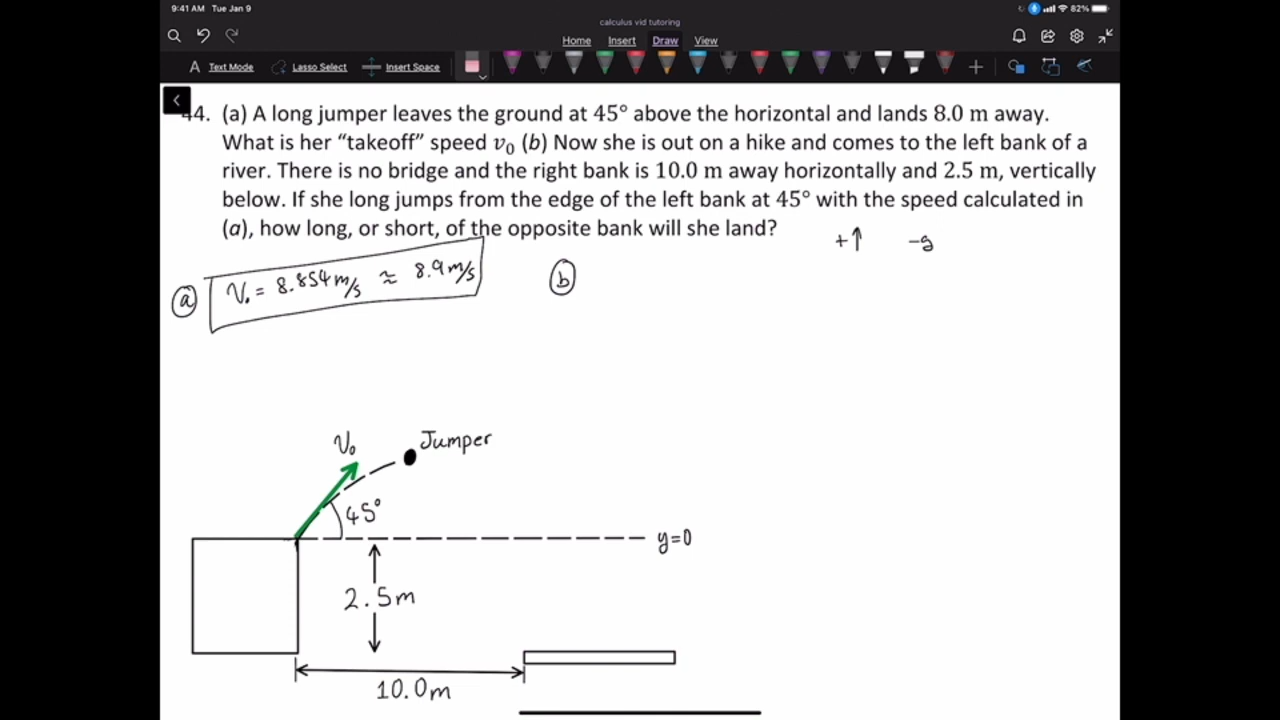 9:41 AM Tue Jan 9
82%
calculus vid tutoring
Home Insert Draw View
A Text Mode Lasso Select Insert Space
44. (a) A long jumper leaves the ground at 45° above the horizontal and lands 8.0 m away.
What is her “takeoff” speed v₀ (b) Now she is out on a hike and comes to the left bank of a
river. There is no bridge and the right bank is 10.0 m away horizontally and 2.5 m, vertically
below. If she long jumps from the edge of the left bank at 45° with the speed calculated in
(a), how long, or short, of the opposite bank will she land?
+↑ -g
(a) V₀ = 8.854 m/s ≈ 8.9 m/s
(b)
V₀ Jumper
45°
y=0
2.5m
10.0m